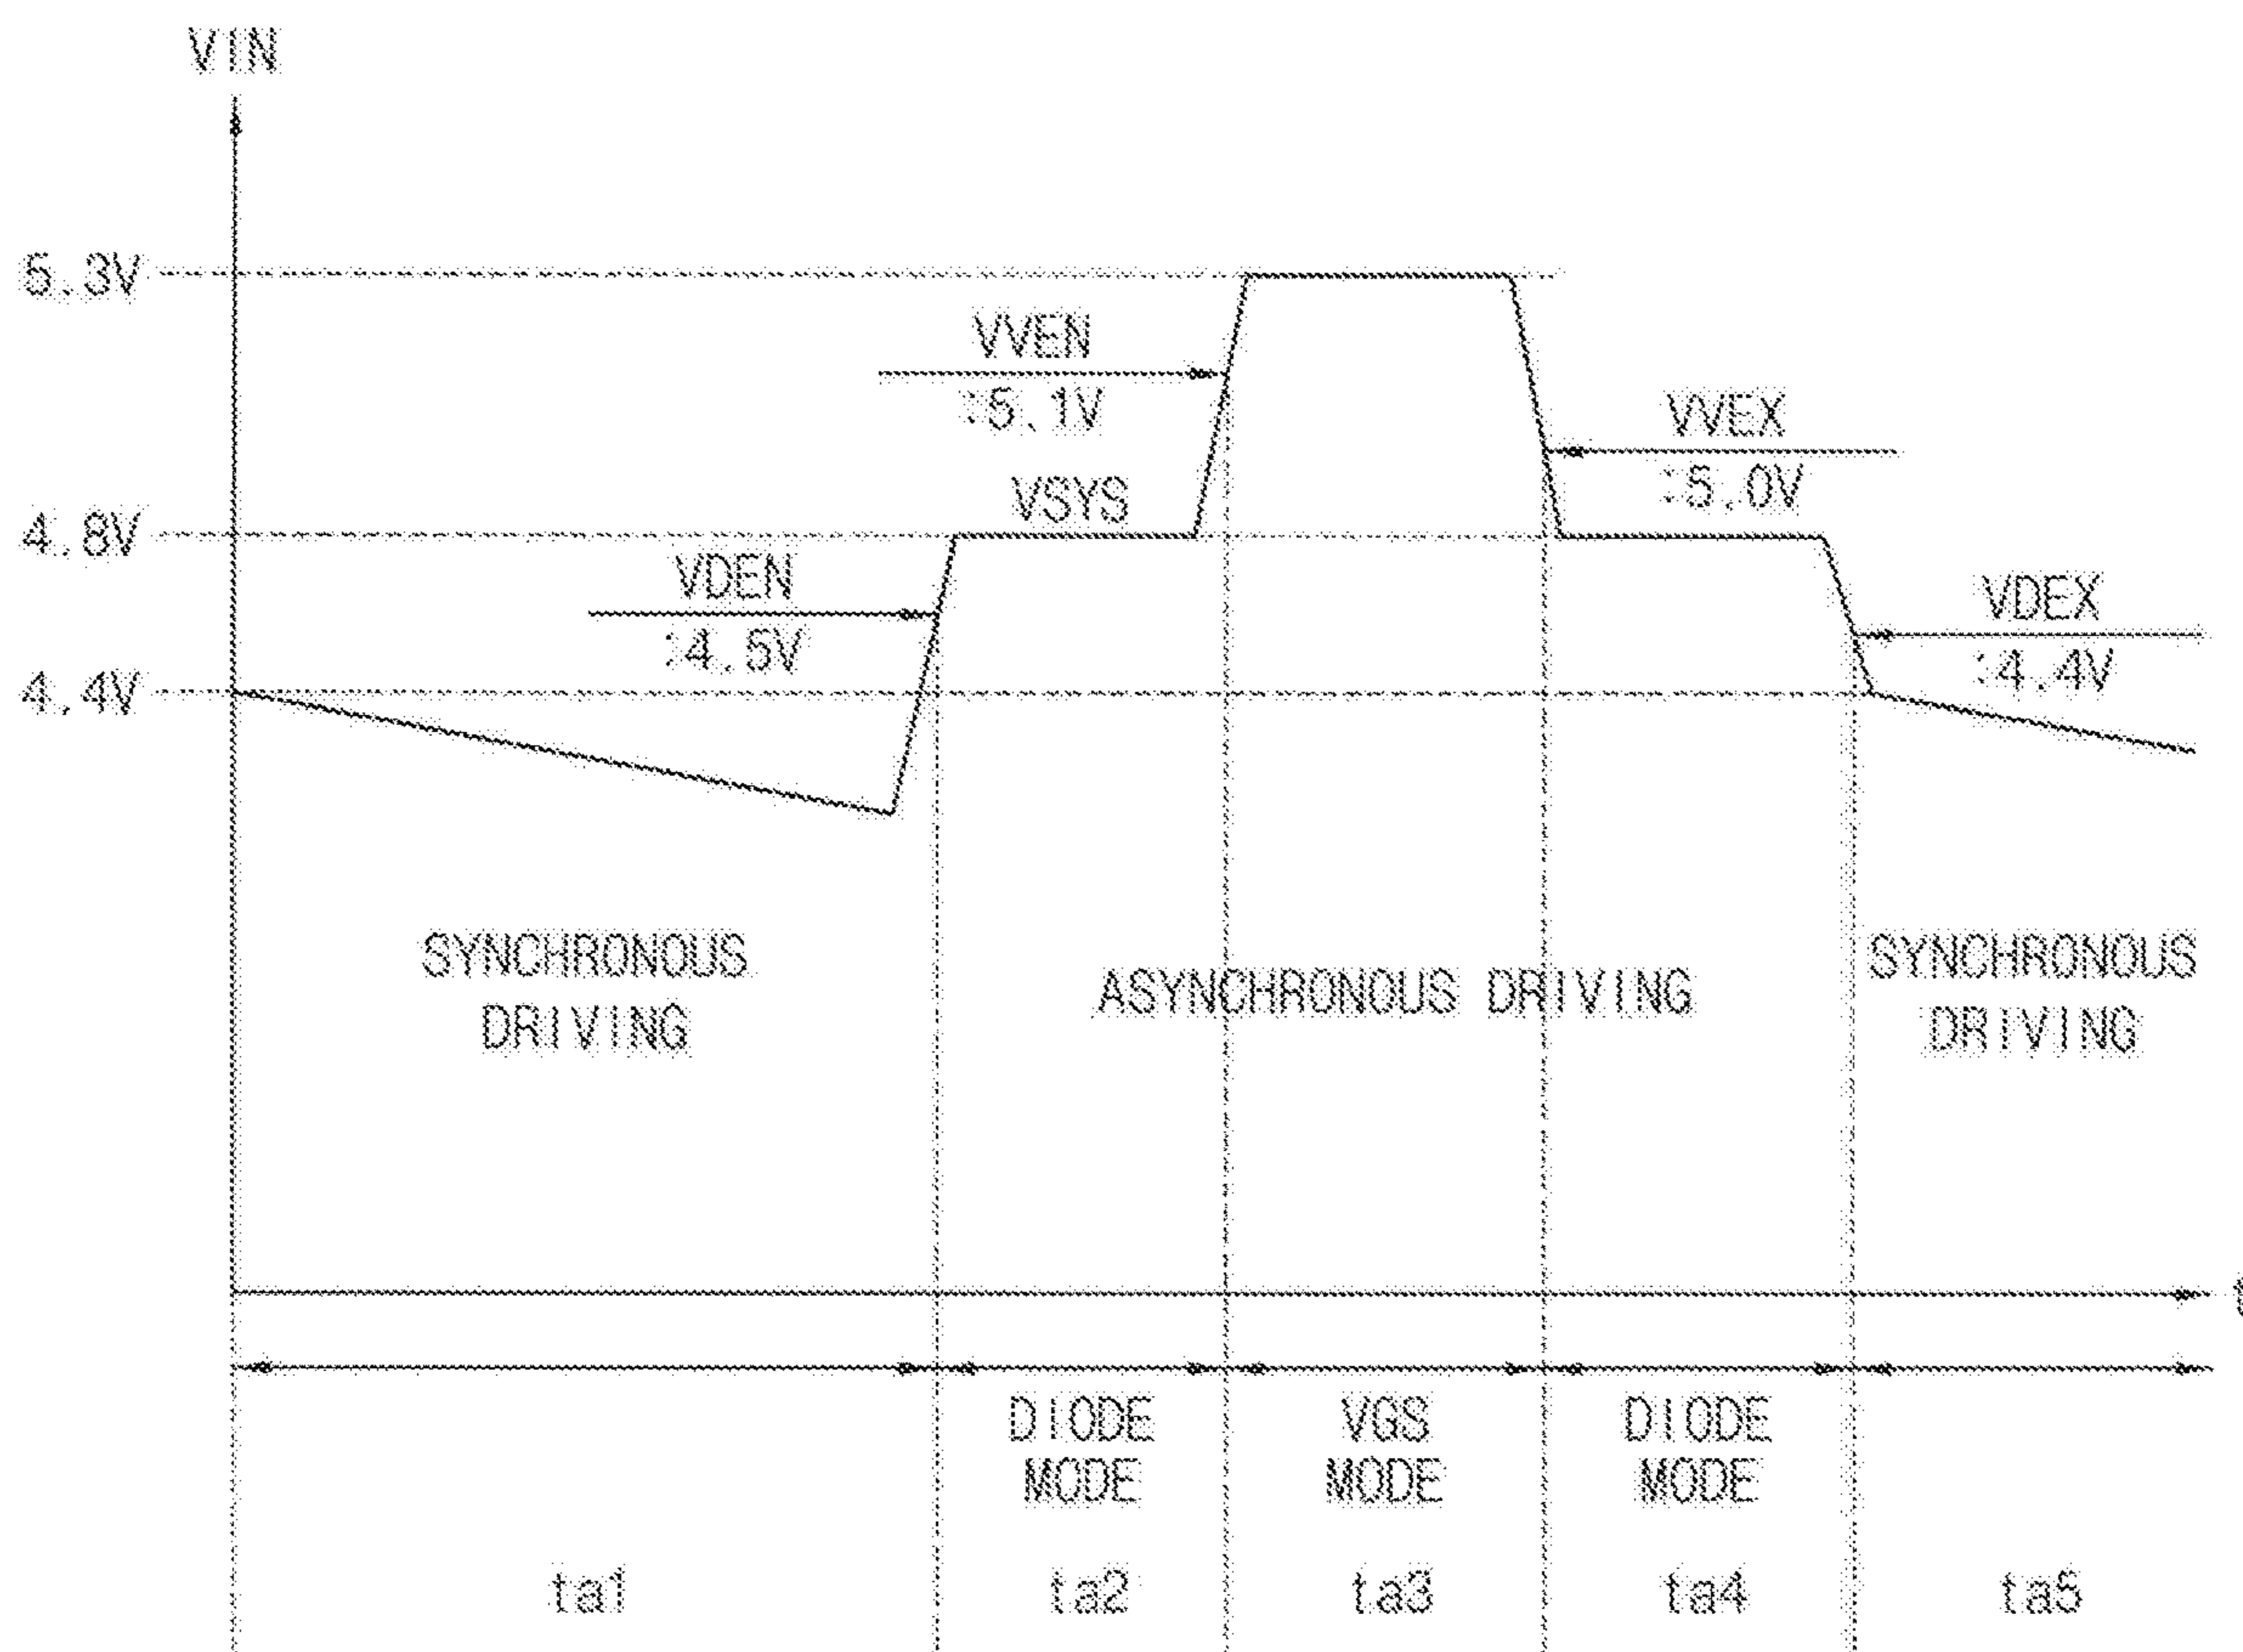 VIN
5.3V
VVEN
:5.1V
VVEX
:5.0V
VSYS
4.8V
VDEN
:4.5V
VDEX
:4.4V
4.4V
SYNCHRONOUS
DRIVING
ASYNCHRONOUS DRIVING
SYNCHRONOUS
DRIVING
t
DIODE
MODE
VGS
MODE
DIODE
MODE
ta1
ta2
ta3
ta4
ta5